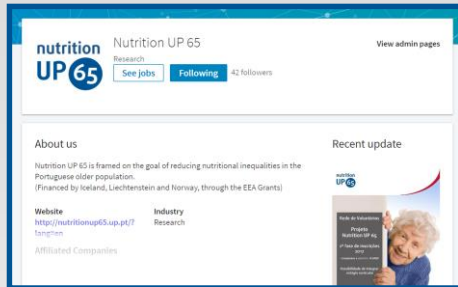 nutrition
UP 65
Nutrition UP 65
Research
See jobs
Following
42 followers
View admin pages
About us
Nutrition UP 65 is framed on the goal of reducing nutritional inequalities in the
Portuguese older population.
(Financed by Iceland, Liechtenstein and Norway, through the EEA Grants)
Website
http://nutritionup65.up.pt/?
Industry
Research
Affiliated Companies
Recent update
nutrition
UP 65
Rede de Voluntários
Projeto
Nutrition UP 65